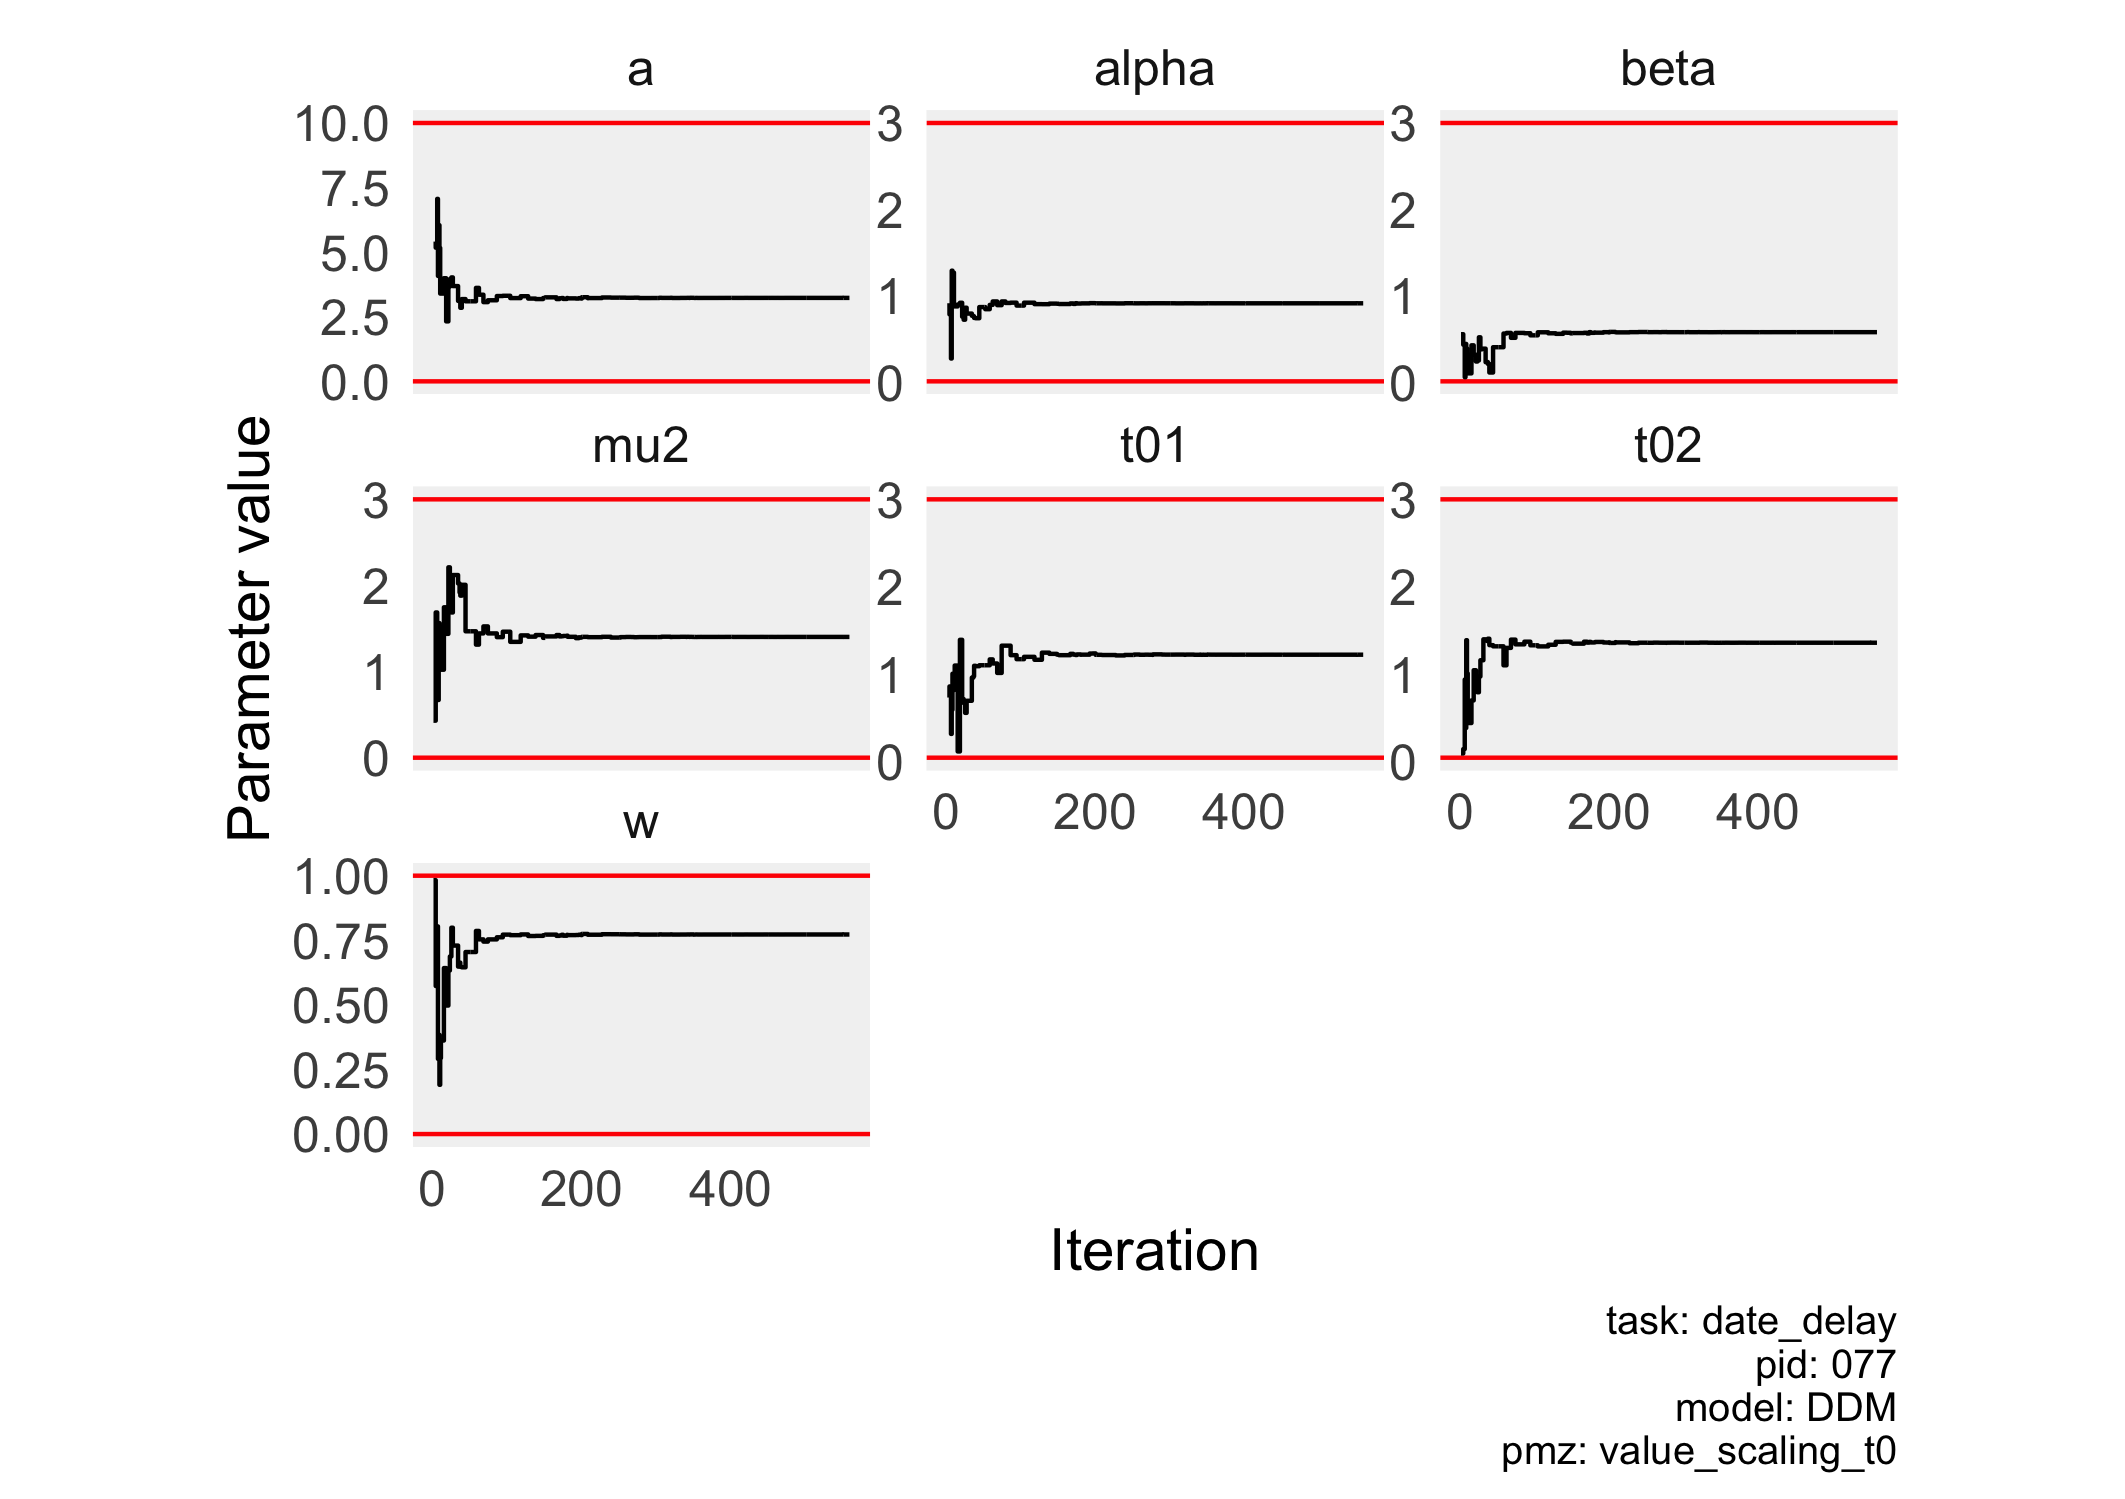 a alpha beta
10.0 3 3
7.5 2 2
5.0 1 1
2.5 0 0
0.0
mu2 t01 t02
3 3 3
2 2 2
1 1 1
0 0 0
0 200 400 0 200 400
w
1.00
0.75
0.50
0.25
0.00
0 200 400
Parameter value
Iteration
task: date_delay
pid: 077
model: DDM
pmz: value_scaling_t0